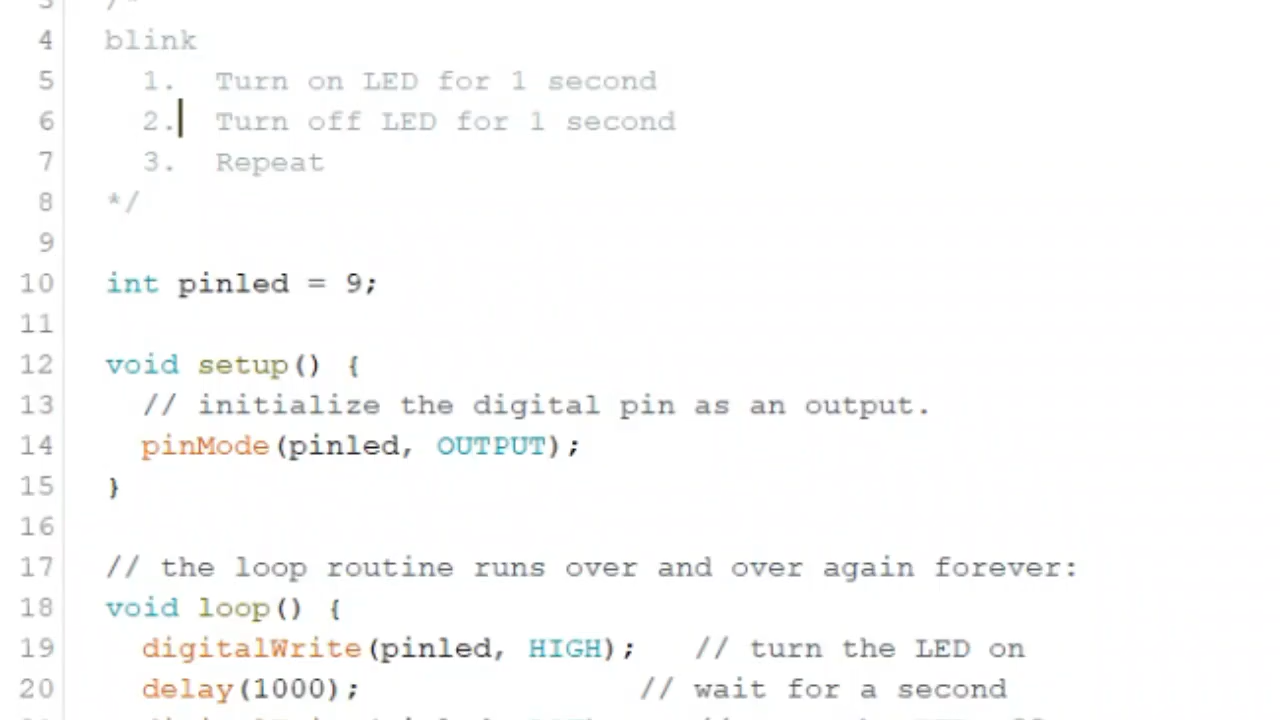 3 /*
4 blink
5 1. Turn on LED for 1 second
6 2. Turn off LED for 1 second
7 3. Repeat
8 */
9
10 int pinled = 9;
11
12 void setup() {
13 // initialize the digital pin as an output.
14 pinMode(pinled, OUTPUT);
15 }
16
17 // the loop routine runs over and over again forever:
18 void loop() {
19 digitalWrite(pinled, HIGH); // turn the LED on
20 delay(1000); // wait for a second